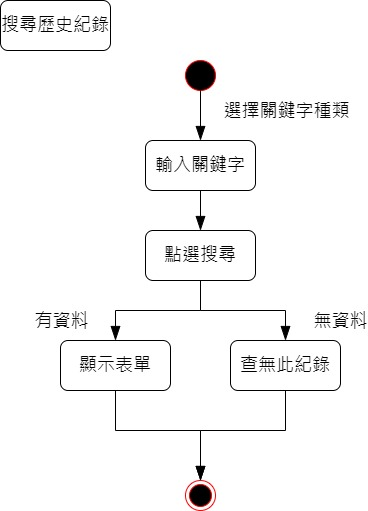 搜尋歷史紀錄
選擇關鍵字種類
輸入關鍵字
點選搜尋
有資料
無資料
顯示表單
查無此紀錄